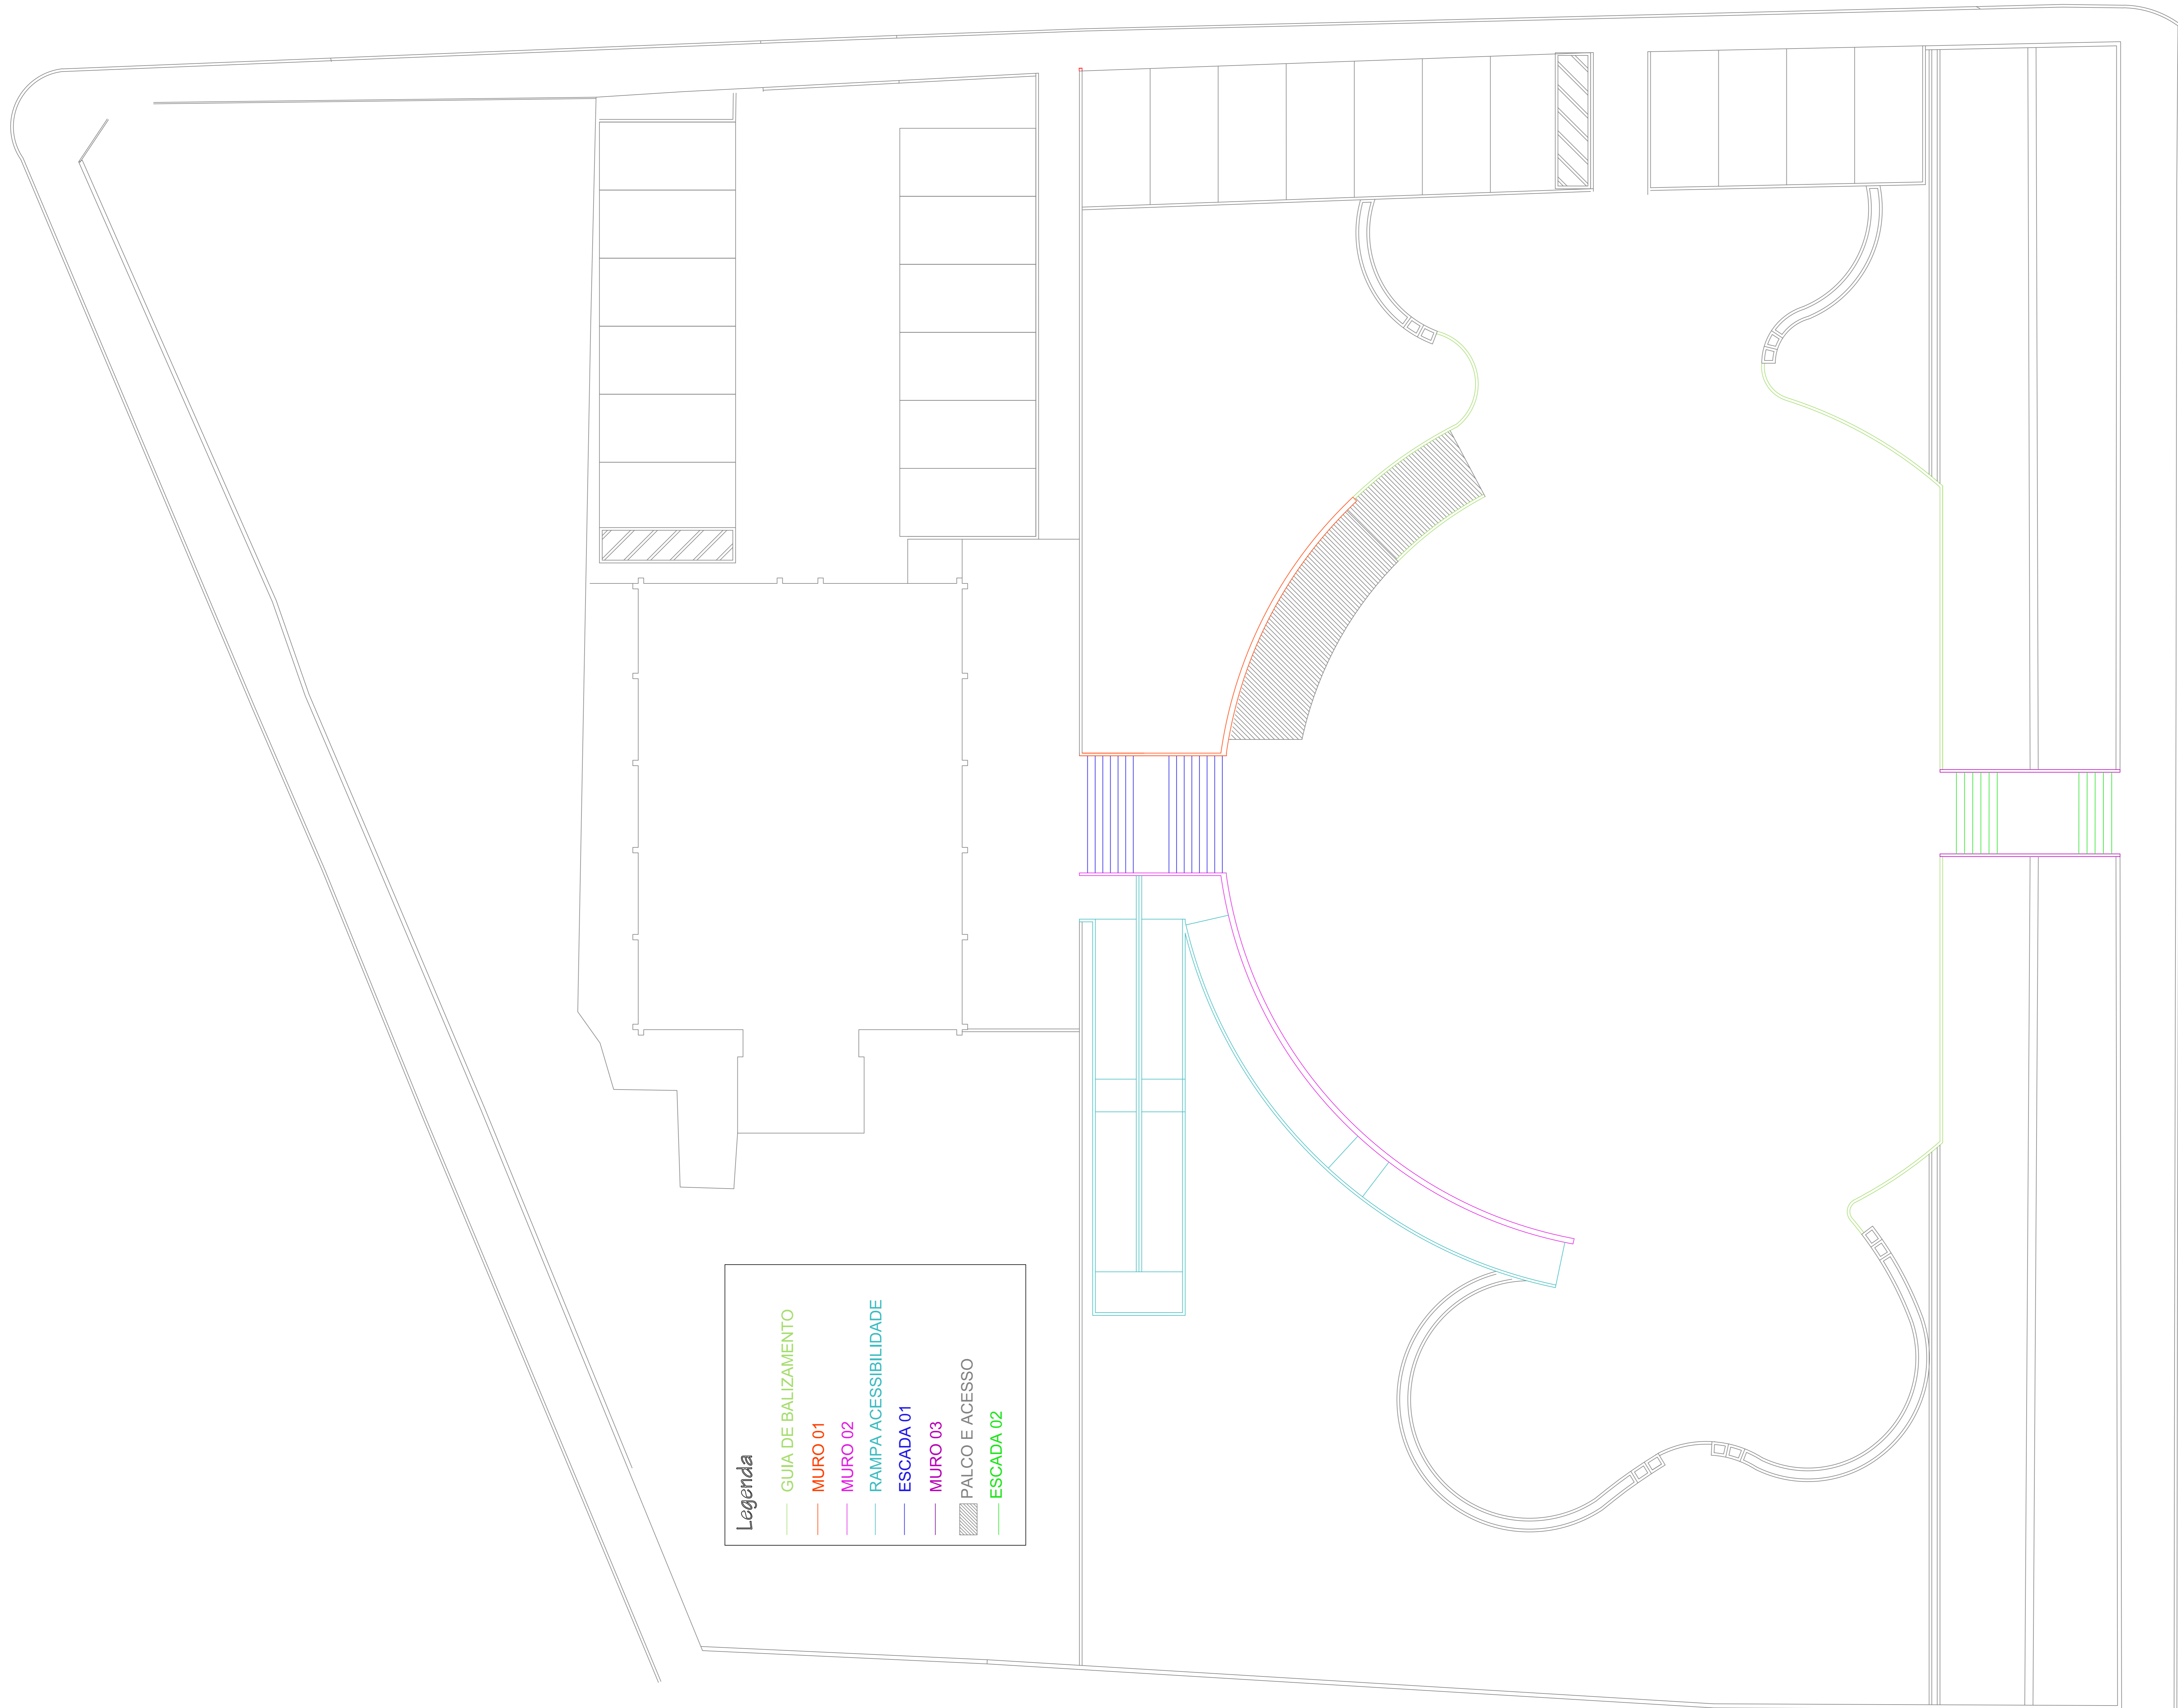 Legenda
GUIA DE BALIZAMENTO
MURO 01
MURO 02
RAMPA ACESSIBILIDADE
ESCADA 01
MURO 03
PALCO E ACESSO
ESCADA 02